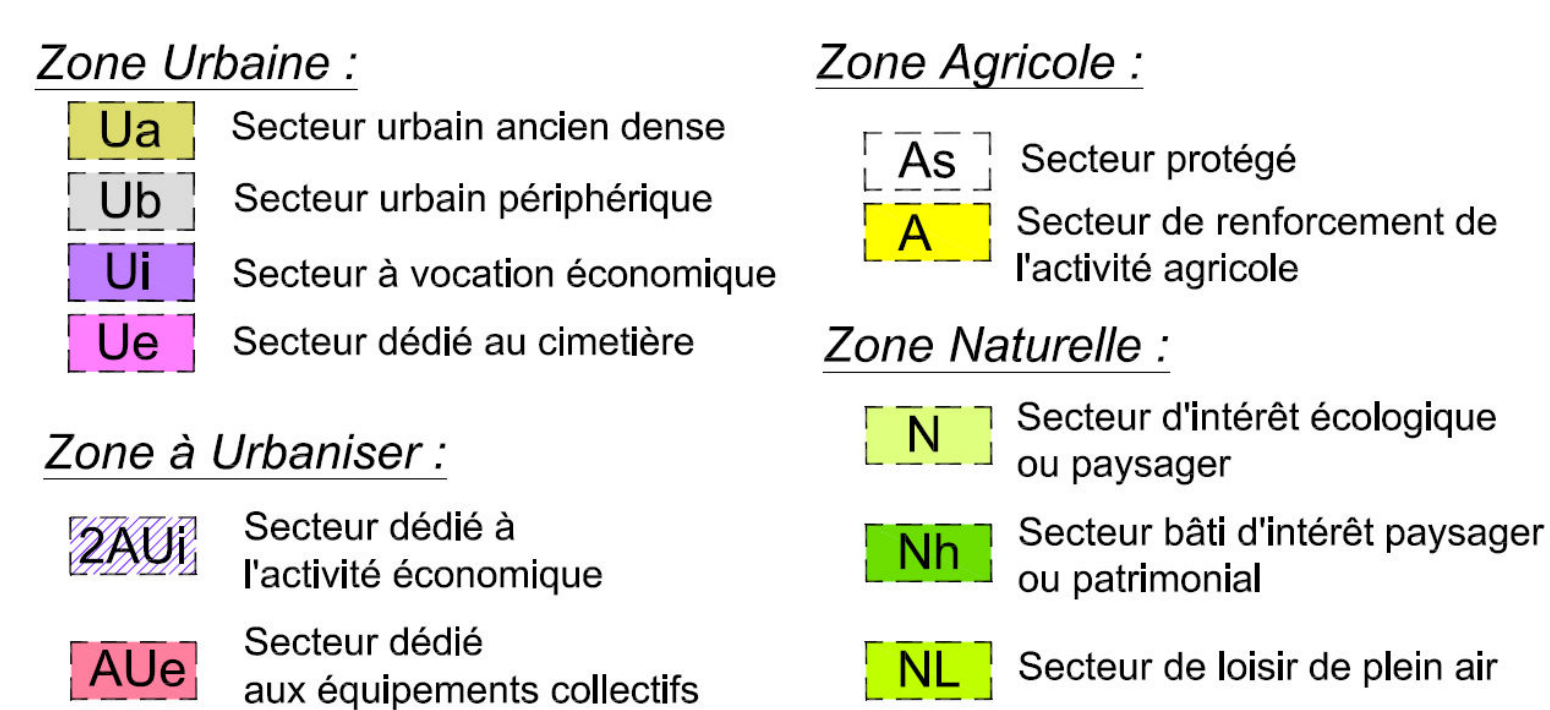 Zone Urbaine :
Ua Secteur urbain ancien dense
Ub Secteur urbain périphérique
Ui Secteur à vocation économique
Ue Secteur dédié au cimetière
Zone à Urbaniser :
2AUi Secteur dédié à
l'activité économique
AUe Secteur dédié
aux équipements collectifs
Zone Agricole :
As Secteur protégé
A Secteur de renforcement de
l'activité agricole
Zone Naturelle :
N Secteur d'intérêt écologique
ou paysager
Nh Secteur bâti d'intérêt paysager
ou patrimonial
NL Secteur de loisir de plein air